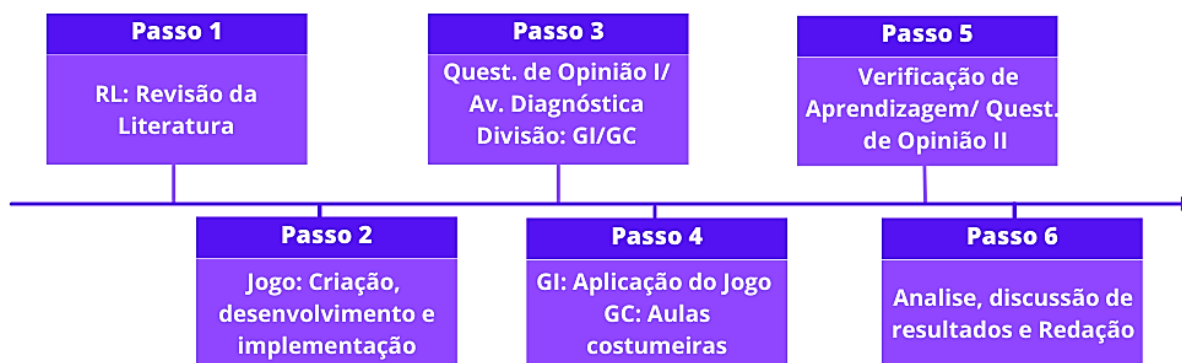 Passo 1
RL: Revisão da
Literatura
Passo 2
Jogo: Criação,
desenvolvimento e
implementação
Passo 3
Quest. de Opinião I/
Av. Diagnóstica
Divisão: GI/GC
Passo 4
GI: Aplicação do Jogo
GC: Aulas
costumeiras
Passo 5
Verificação de
Aprendizagem/ Quest.
de Opinião II
Passo 6
Analise, discussão de
resultados e Redação